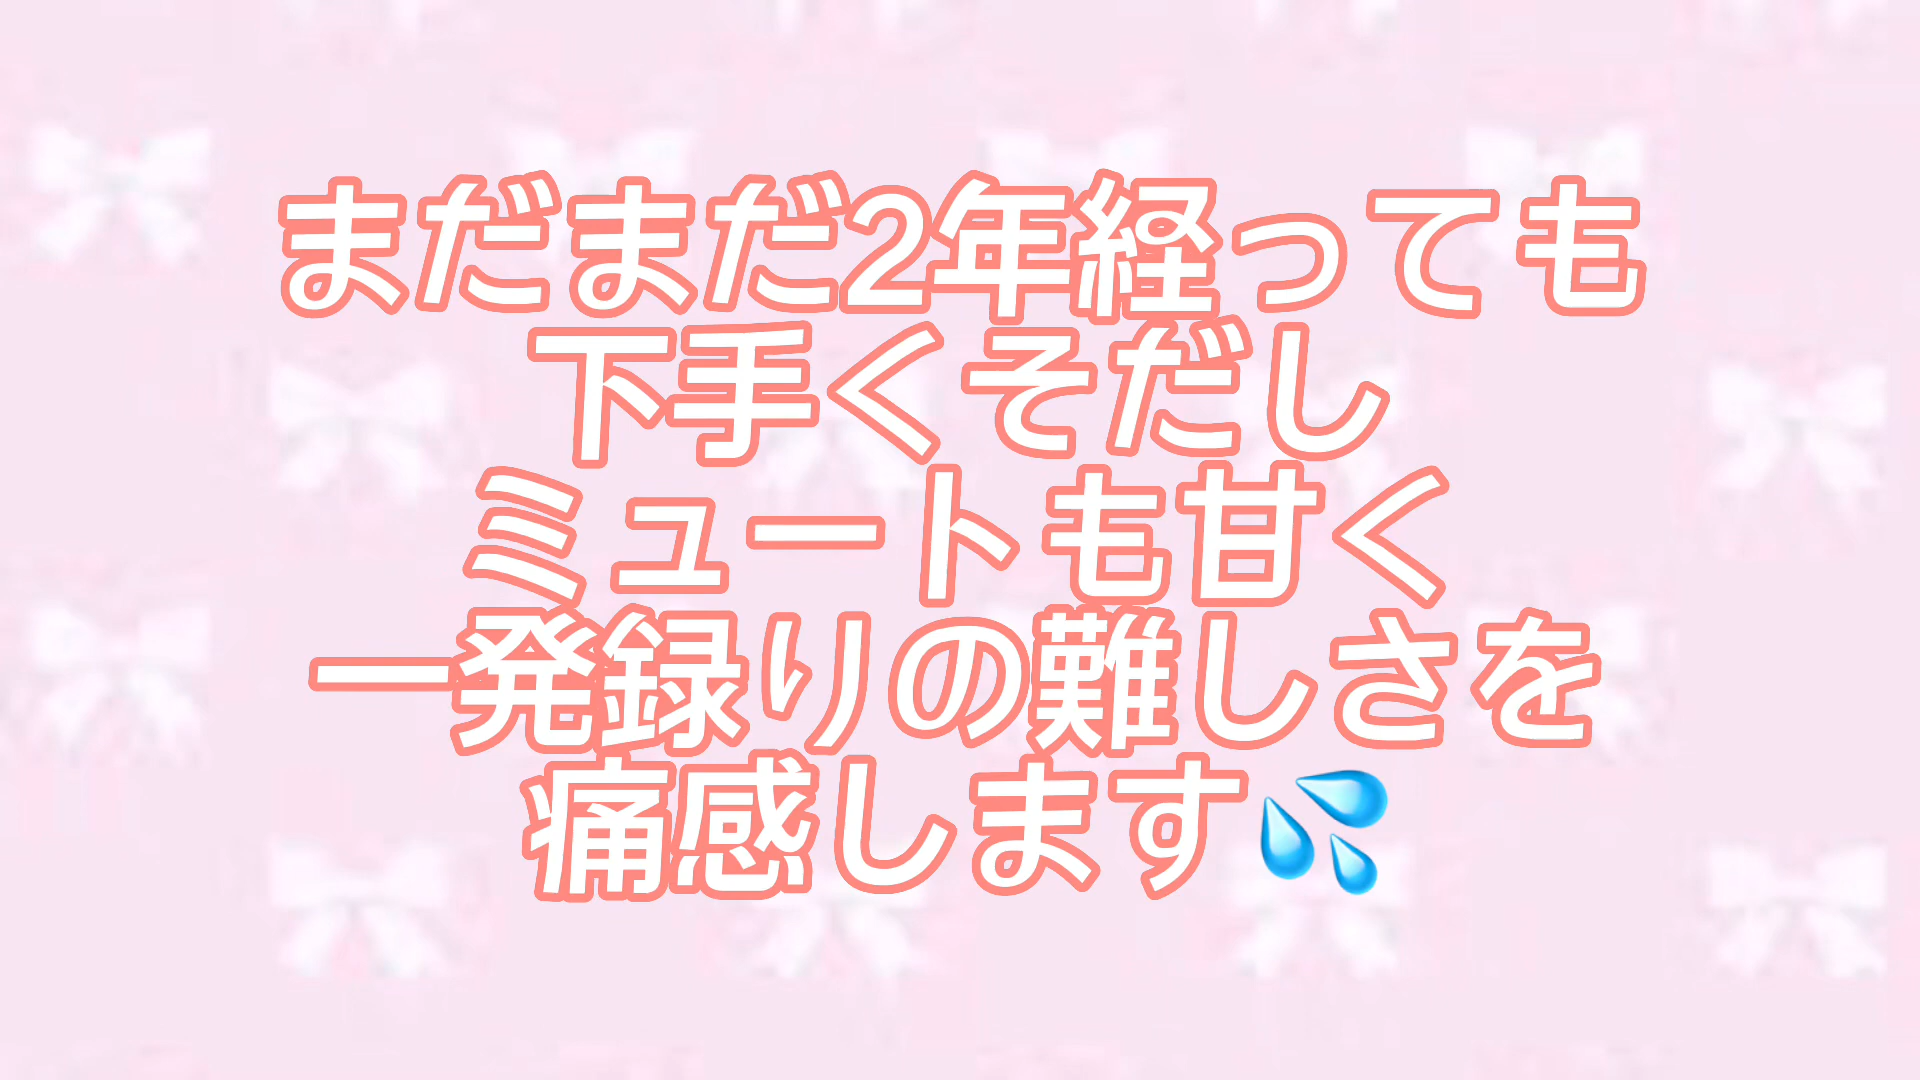 まだまだ2年経っても
下手くそだし
ミュートも甘く
一発録りの難しさを
痛感します💦